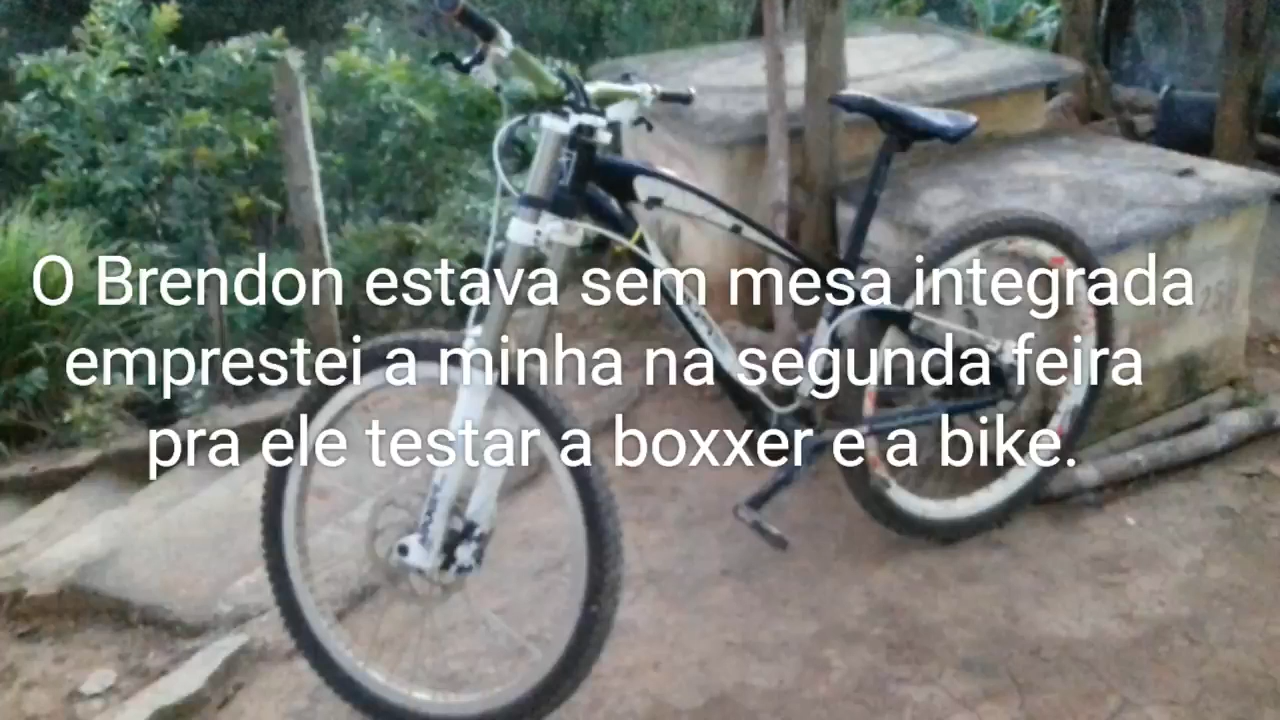 O Brendon estava sem mesa integrada
emprestei a minha na segunda feira
pra ele testar a boxxer e a bike.